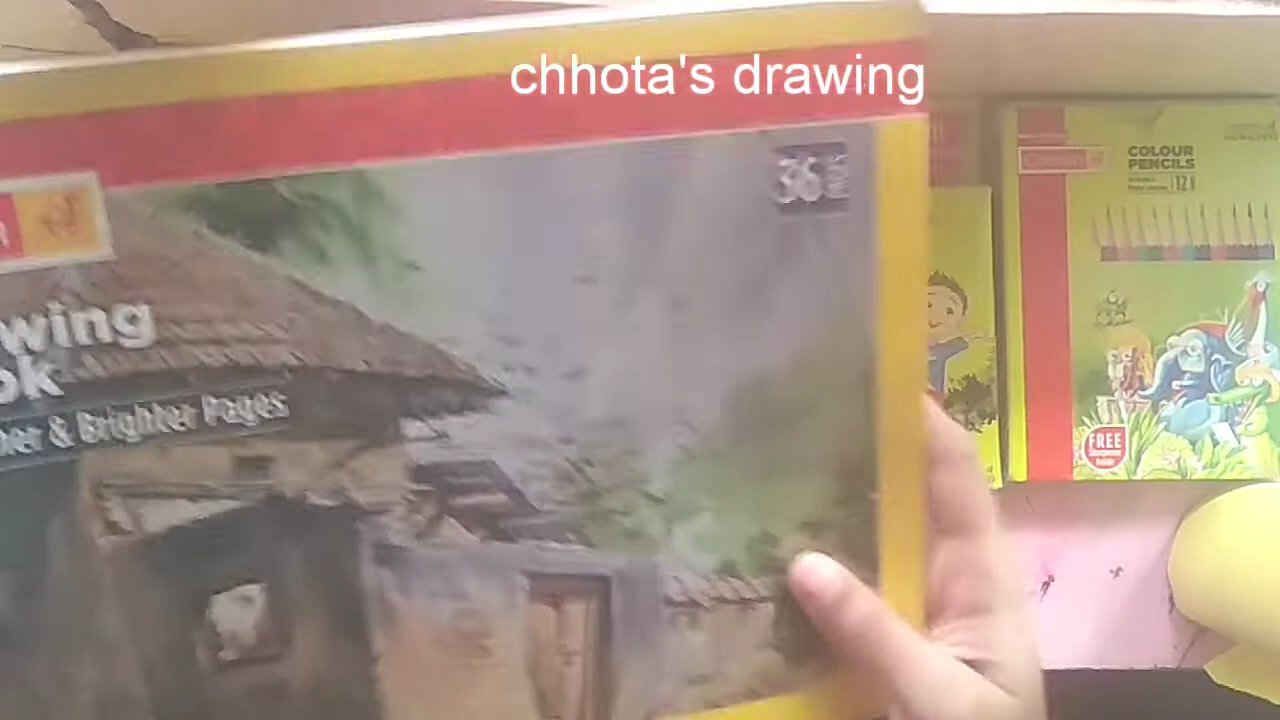 chhota's drawing
36
wing
ok
er & Brighter Pages
COLOUR
PENCILS
12
FREE